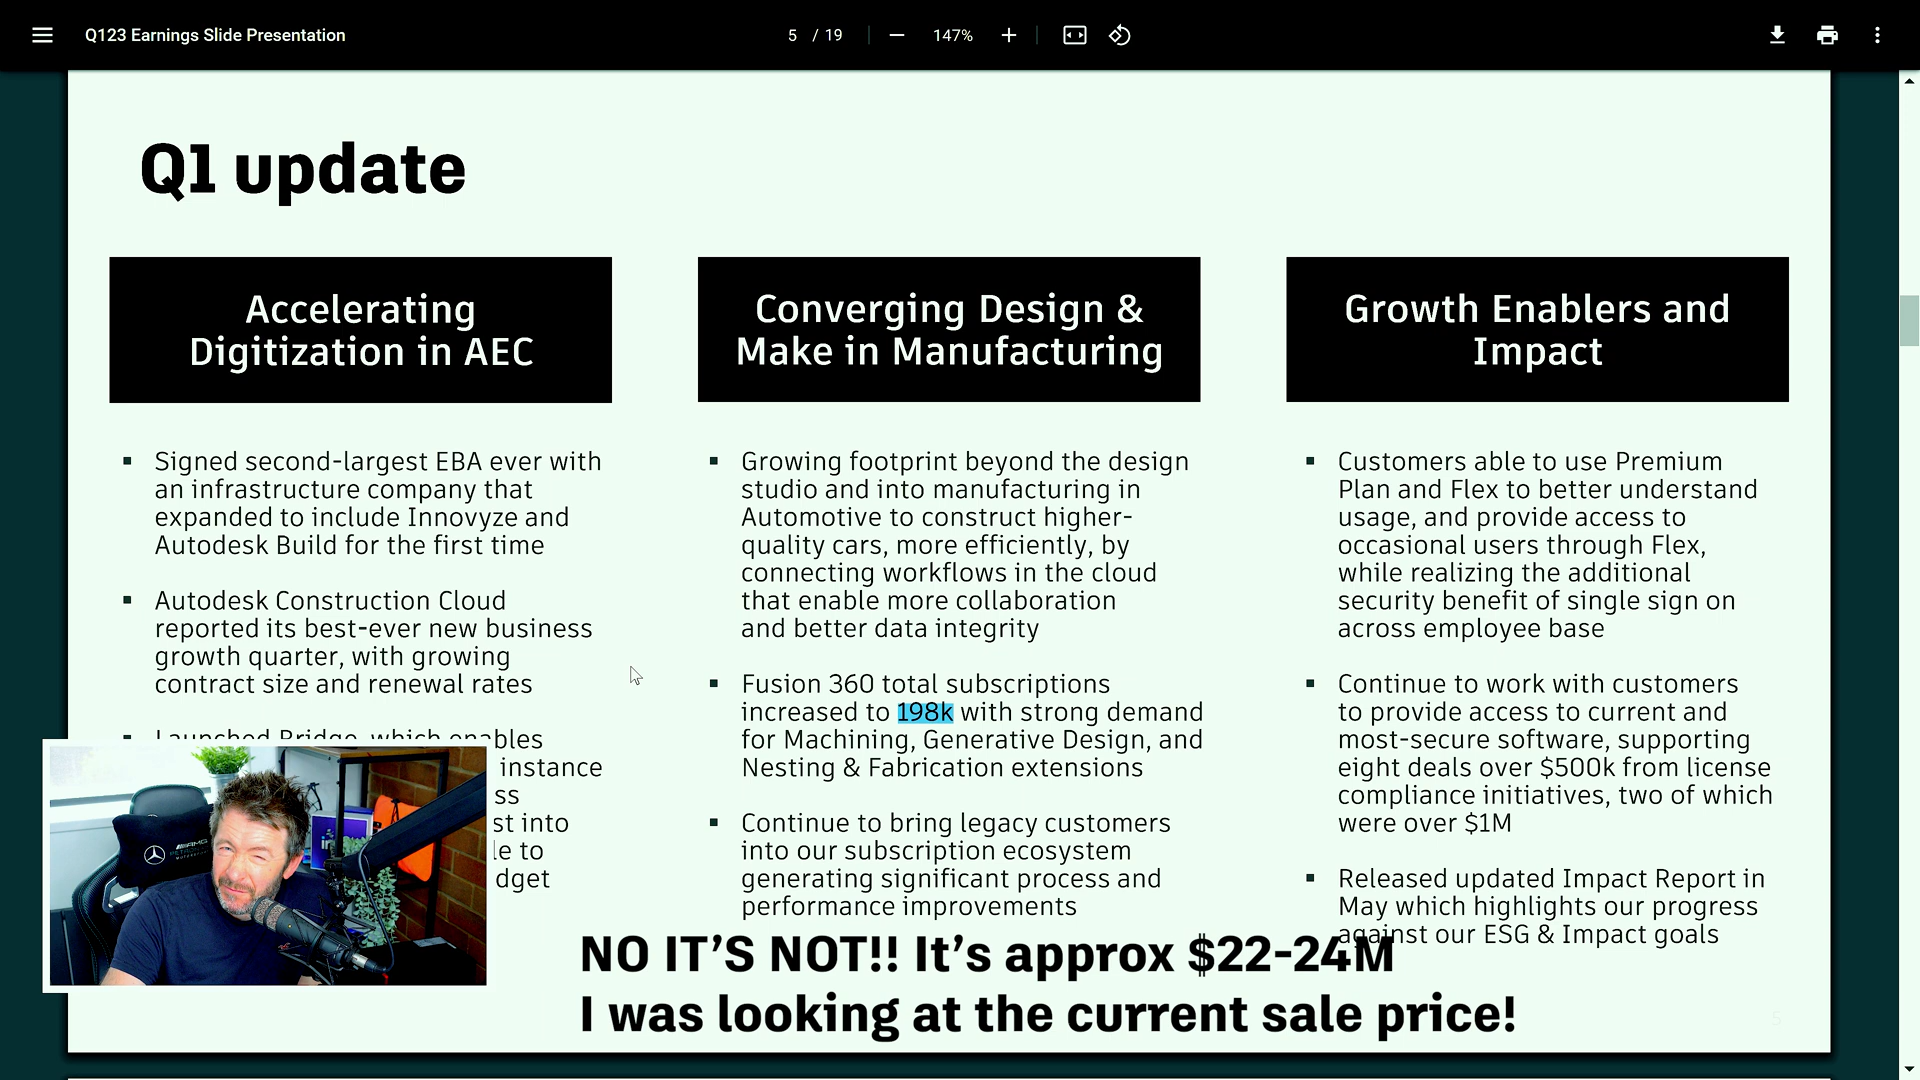 Q123 Earnings Slide Presentation
5 / 19
147%
Q1 update
Accelerating
Digitization in AEC
▪ Signed second-largest EBA ever with
an infrastructure company that
expanded to include Innovyze and
Autodesk Build for the first time
▪ Autodesk Construction Cloud
reported its best-ever new business
growth quarter, with growing
contract size and renewal rates
▪ Launched Bridge, which enables
instance
ss
st into
le to
dget
Converging Design &
Make in Manufacturing
▪ Growing footprint beyond the design
studio and into manufacturing in
Automotive to construct higher-
quality cars, more efficiently, by
connecting workflows in the cloud
that enable more collaboration
and better data integrity
▪ Fusion 360 total subscriptions
increased to 198k with strong demand
for Machining, Generative Design, and
Nesting & Fabrication extensions
▪ Continue to bring legacy customers
into our subscription ecosystem
generating significant process and
performance improvements
Growth Enablers and
Impact
▪ Customers able to use Premium
Plan and Flex to better understand
usage, and provide access to
occasional users through Flex,
while realizing the additional
security benefit of single sign on
across employee base
▪ Continue to work with customers
to provide access to current and
most-secure software, supporting
eight deals over $500k from license
compliance initiatives, two of which
were over $1M
▪ Released updated Impact Report in
May which highlights our progress
against our ESG & Impact goals
NO IT'S NOT!! It's approx $22-24M
I was looking at the current sale price!
5
AMG